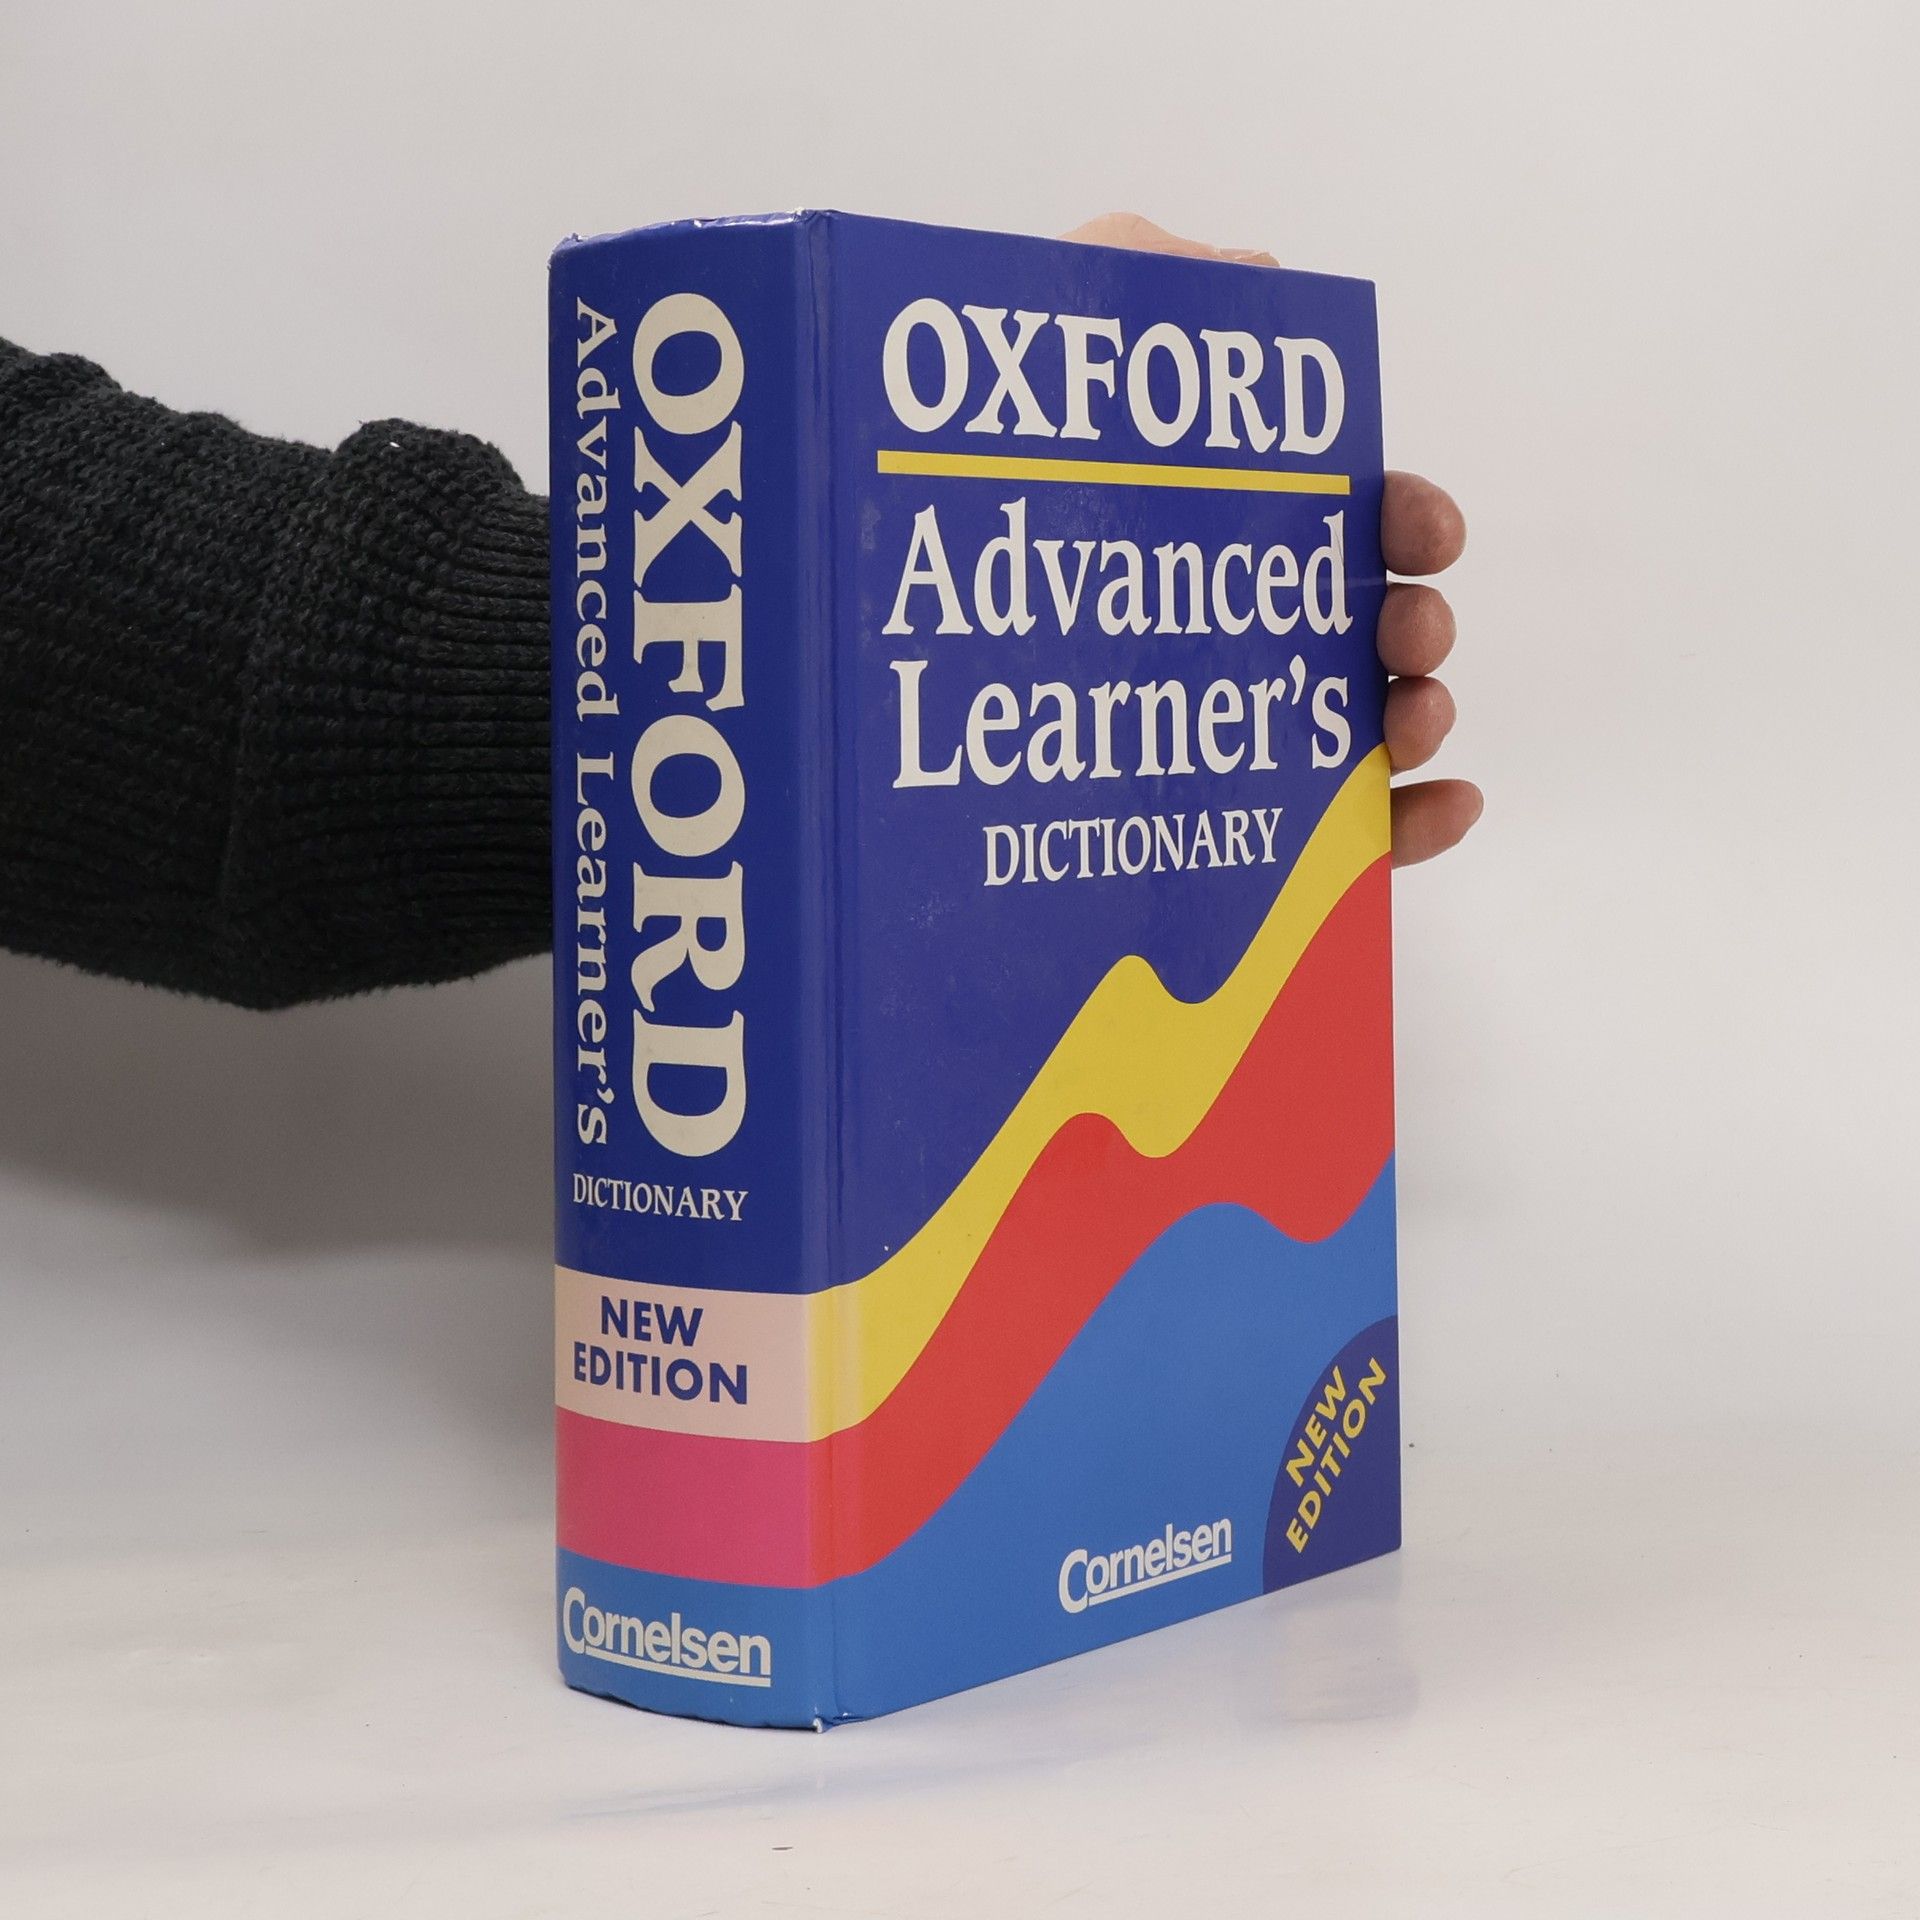 OXFORD
Advanced Learner's
DICTIONARY
NEW
EDITION
Cornelsen
OXFORD
Advanced
Learner's
DICTIONARY
NEW
EDITION
Cornelsen